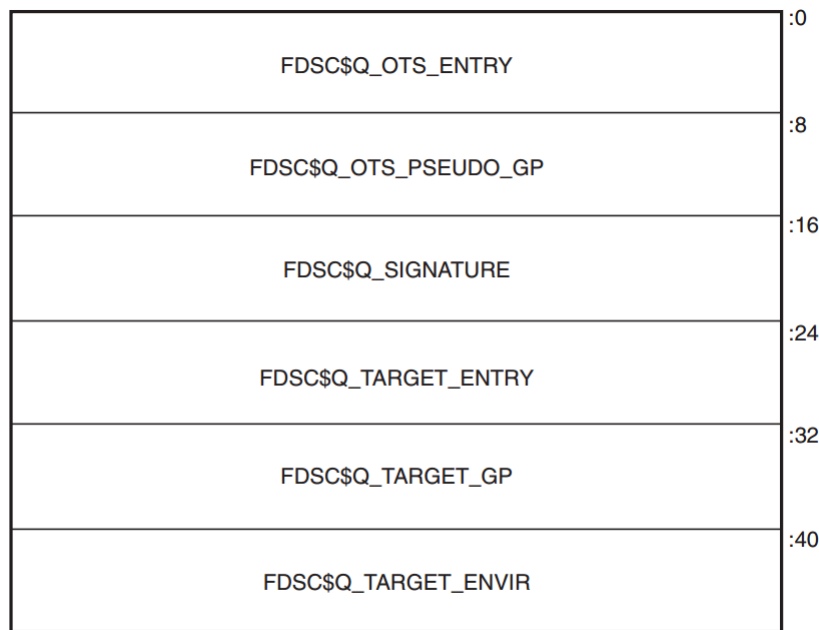 :0
FDSC$Q_OTS_ENTRY
:8
FDSC$Q_OTS_PSEUDO_GP
:16
FDSC$Q_SIGNATURE
:24
FDSC$Q_TARGET_ENTRY
:32
FDSC$Q_TARGET_GP
:40
FDSC$Q_TARGET_ENVIR